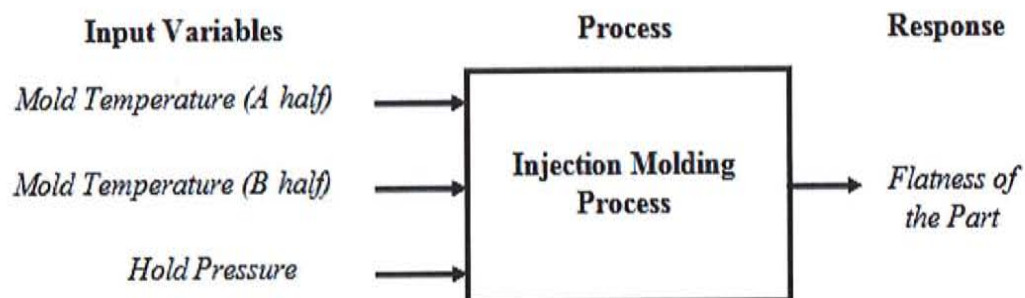 Input Variables
Process
Response
Mold Temperature (A half)
Mold Temperature (B half)
Hold Pressure
Injection Molding
Process
Flatness of
the Part